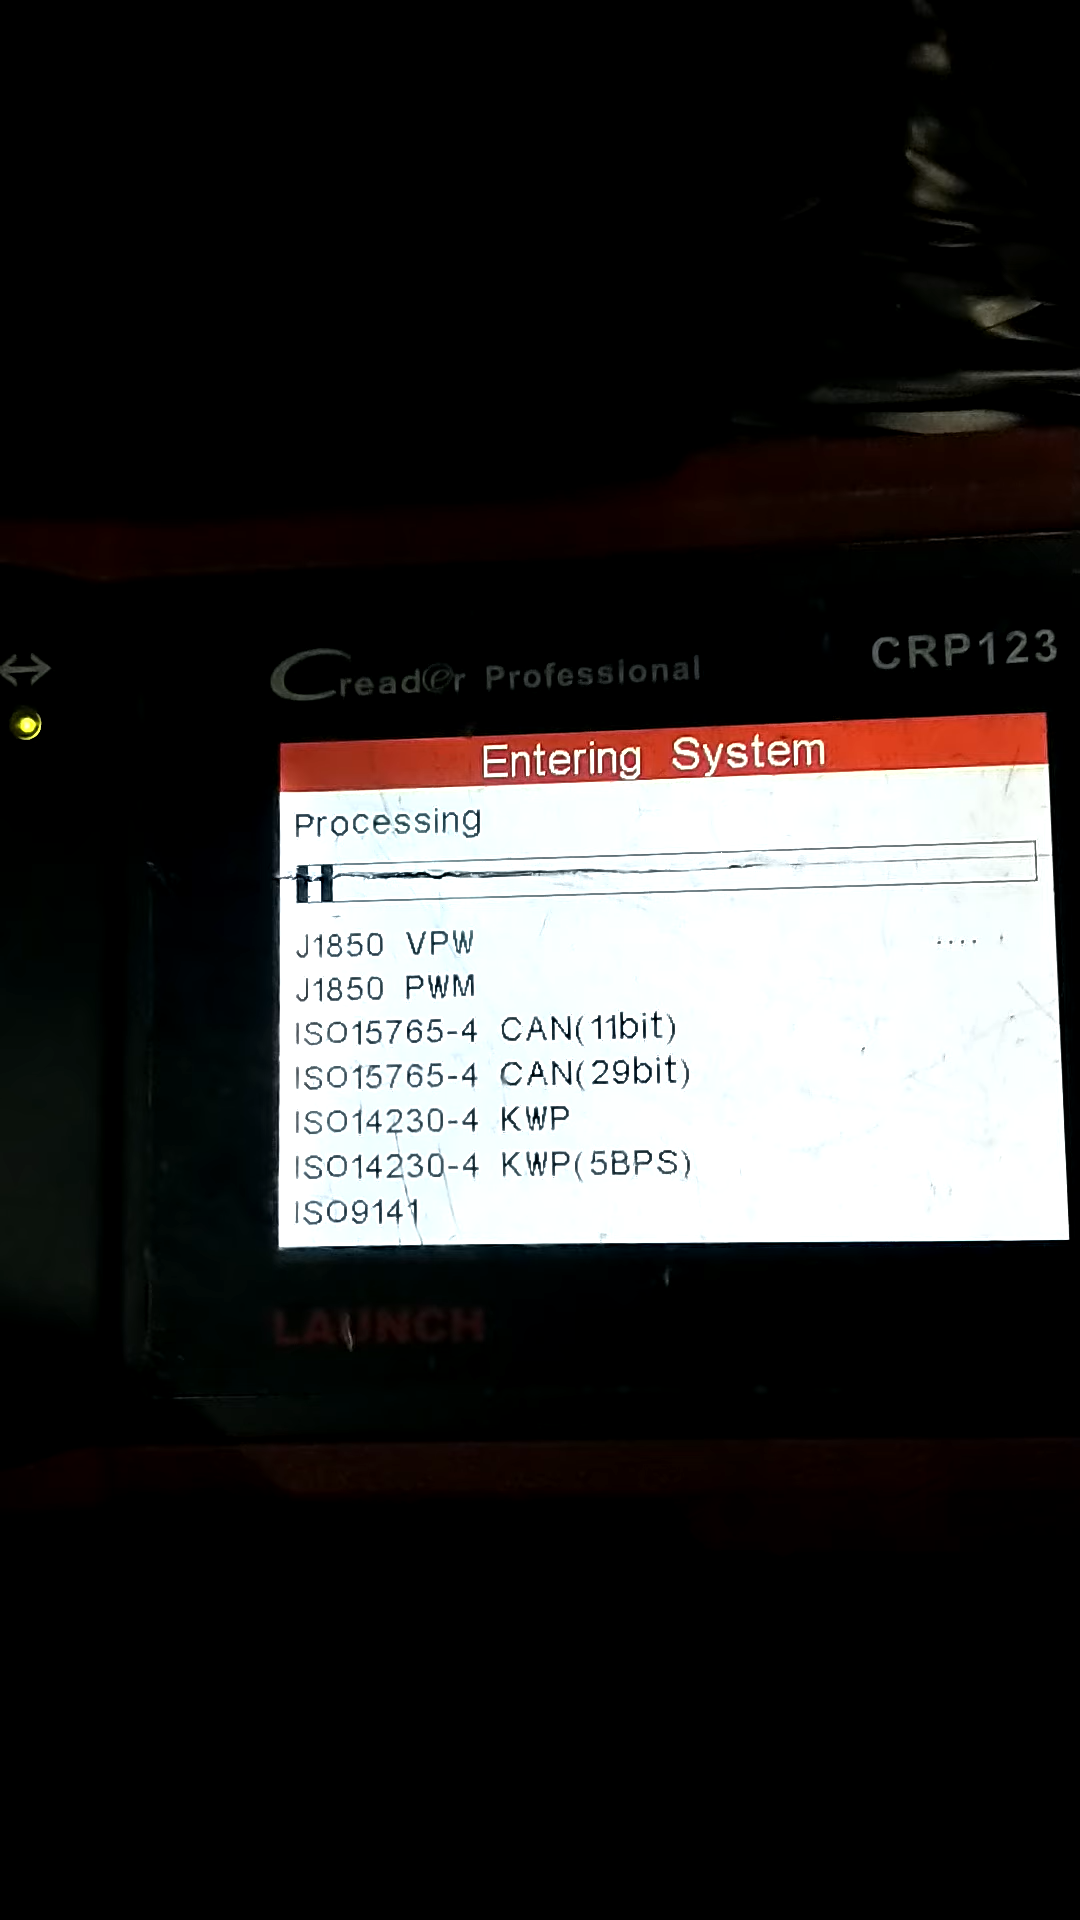 Creader Professional
CRP123
Entering System
Processing
J1850 VPW ....
J1850 PWM
ISO15765-4 CAN(11bit)
ISO15765-4 CAN(29bit)
ISO14230-4 KWP
ISO14230-4 KWP(5BPS)
ISO9141
LAUNCH